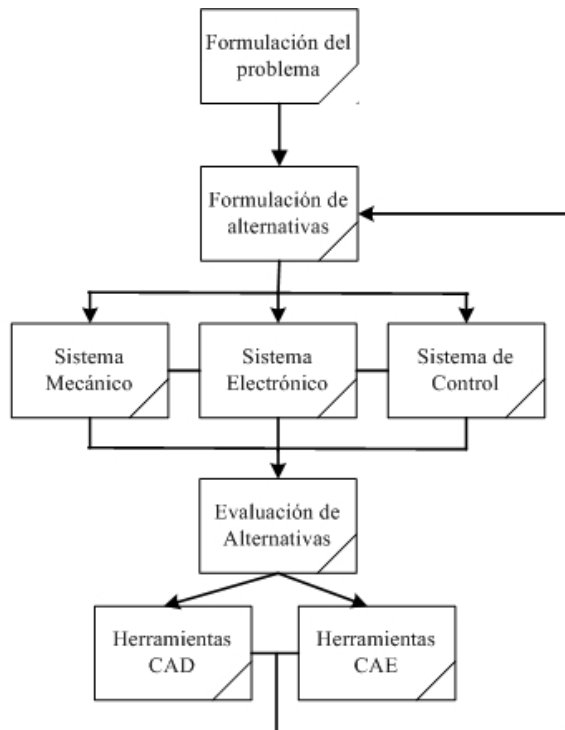 Formulación del
problema
Formulación de
alternativas
Sistema
Mecánico
Sistema
Electrónico
Sistema de
Control
Evaluación de
Alternativas
Herramientas
CAD
Herramientas
CAE